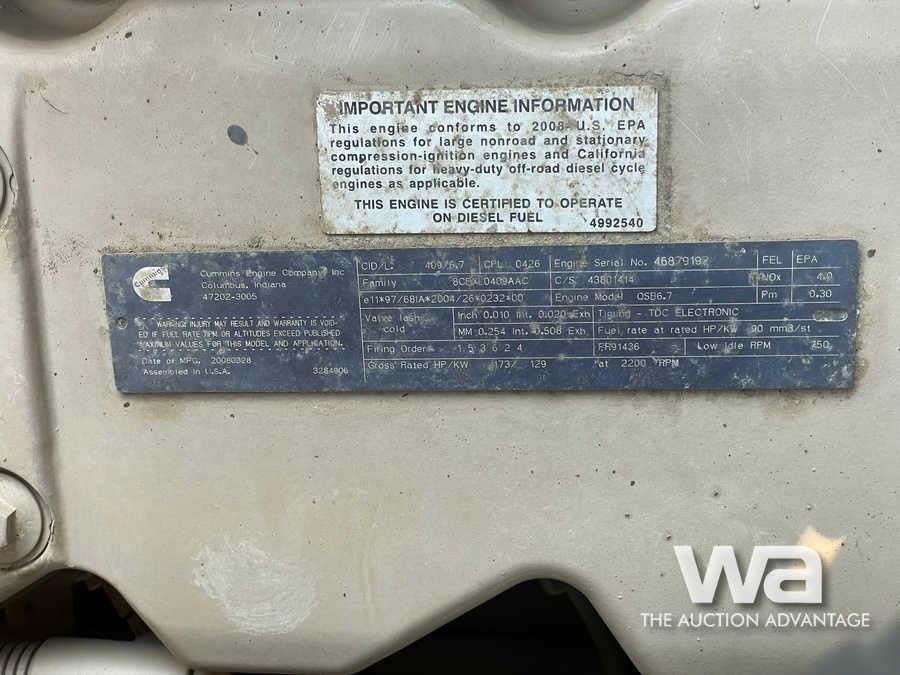 IMPORTANT ENGINE INFORMATION
This engine conforms to 2008 U.S. EPA
regulations for large nonroad and stationary
compression-ignition engines and California
regulations for heavy-duty off-road diesel cycle
engines as applicable.
THIS ENGINE IS CERTIFIED TO OPERATE
ON DIESEL FUEL
4992540
Cummins
Cummins Engine Company, Inc
Columbus, Indiana
47202-3005
WARNING: INJURY MAY RESULT AND WARRANTY IS VOID-
ED IF FUEL RATE RPM OR ALTITUDES EXCEED PUBLISHED
MAXIMUM VALUES FOR THIS MODEL AND APPLICATION.
Date of MFG. 20080328
Assembled in U.S.A. 3284906
CID/L. 409/6.7 CPL 0426 Engine Serial No. 46879192 FEL EPA
Family 8CEXL0409AAC C/S 43801414 NOx 4.0
e11*97/68IA*2004/26*0232*00 Engine Model QSB6.7 Pm 0.30
Valve lash cold Inch 0.010 Int. 0.020 Exh Timing - TDC ELECTRONIC
MM 0.254 Int. 0.508 Exh Fuel rate at rated HP/KW 90 mm3/st
Firing Order 1 5 3 6 2 4 FR91436 Low Idle RPM 750
Gross Rated HP/KW 173/ 129 at 2200 RPM
wa
THE AUCTION ADVANTAGE